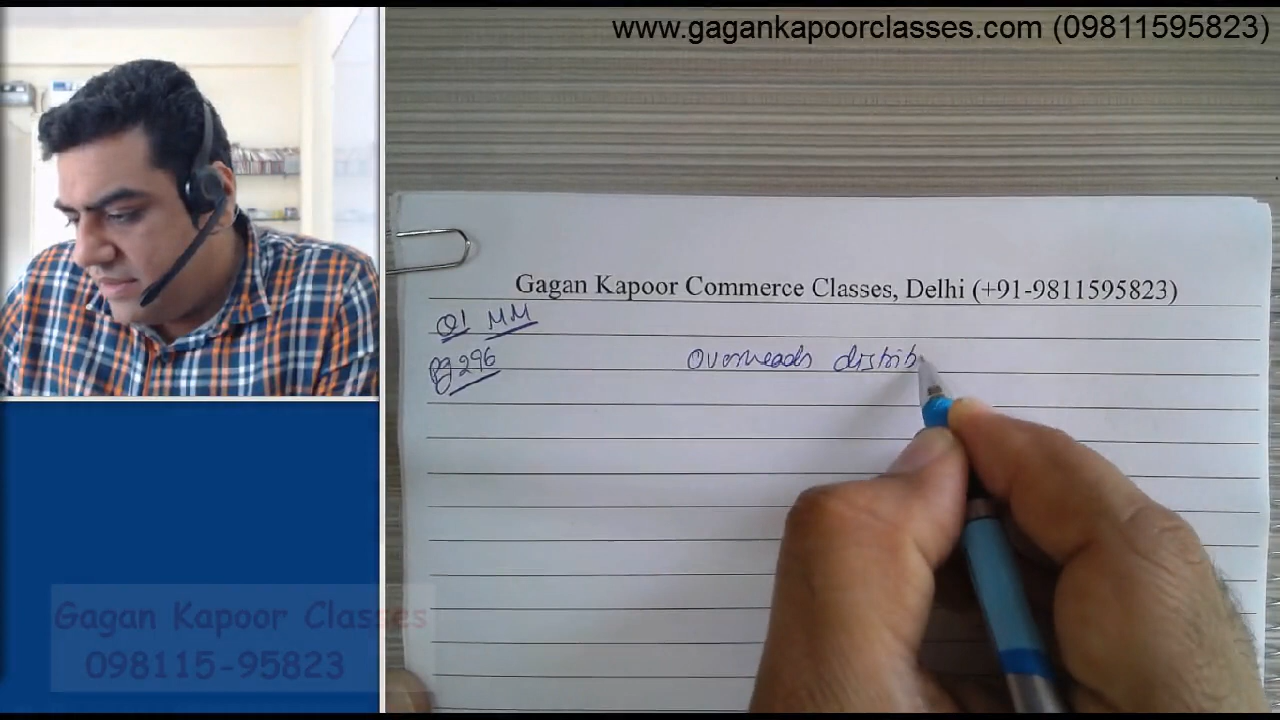 www.gagankapoorclasses.com (09811595823)
Gagan Kapoor Commerce Classes, Delhi (+91-9811595823)
Q1 MM
Pg 296
Overheads distrib
Gagan Kapoor Classes
098115-95823